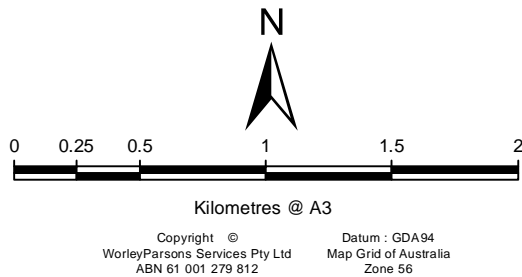 N
0 0.25 0.5 1 1.5 2
Kilometres @ A3
Copyright ©
WorleyParsons Services Pty Ltd
ABN 61 001 279 812
Datum : GDA94
Map Grid of Australia
Zone 56